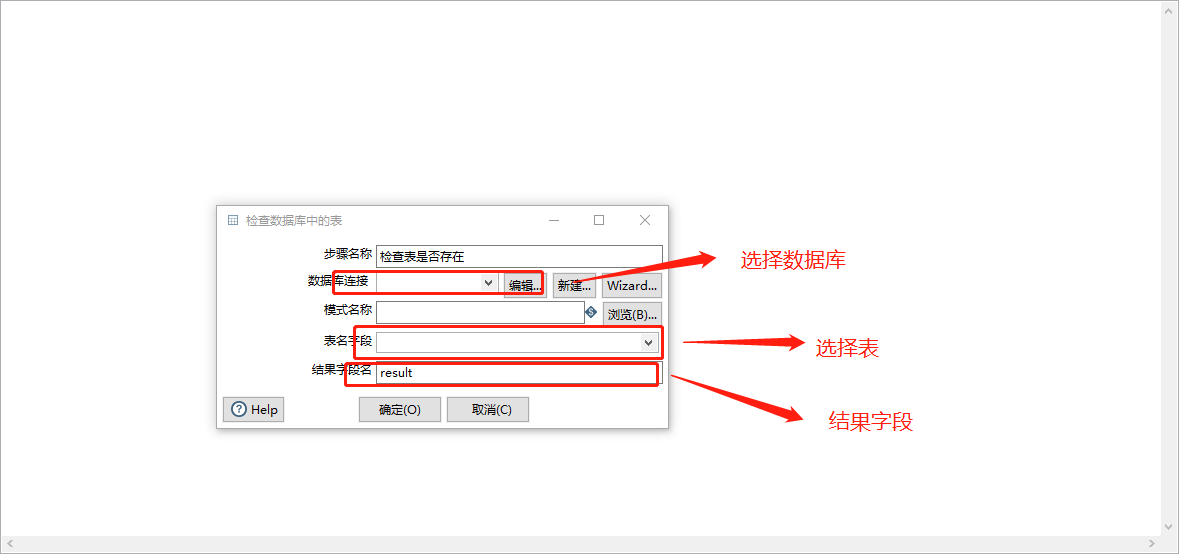 检查数据库中的表
步骤名称 检查表是否存在
数据库连接 编辑... 新建... Wizard...
选择数据库
模式名称 浏览(B)...
表名字段
选择表
结果字段名 result
结果字段
Help 确定(O) 取消(C)